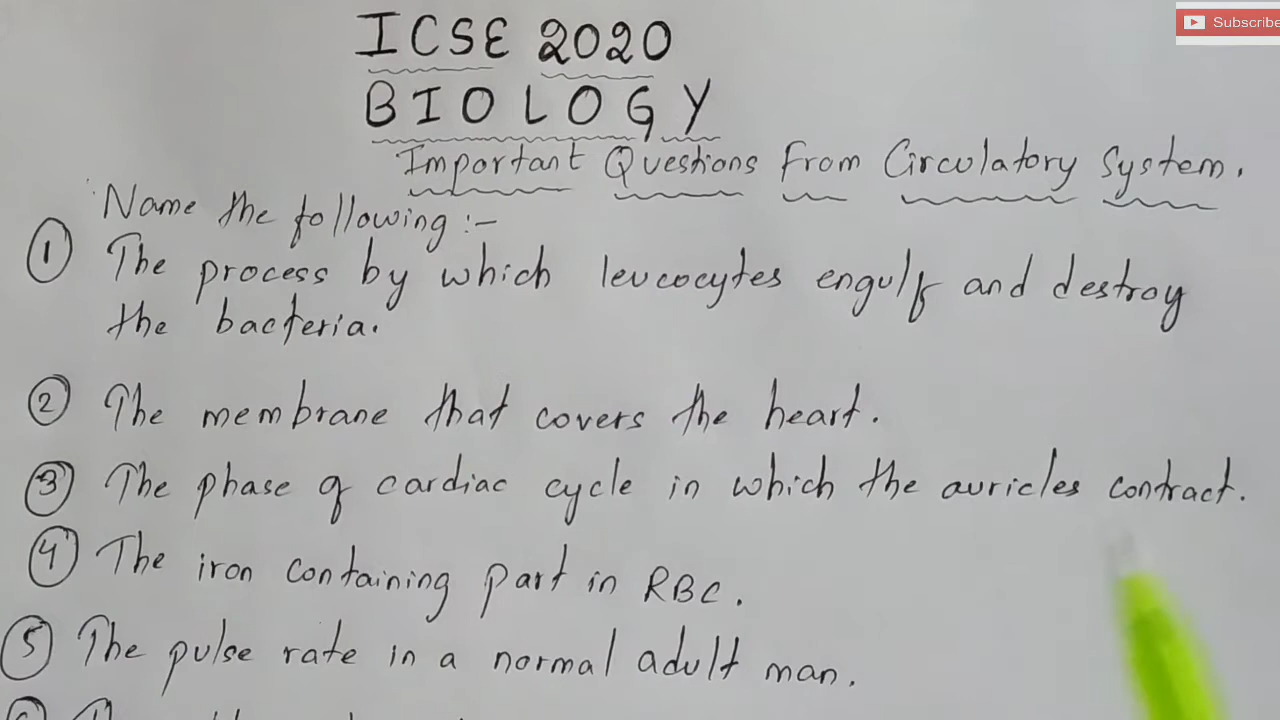 Subscribe
ICSE 2020
BIOLOGY
Important Questions From Circulatory System.
Name the following :-
① The process by which leucocytes engulf and destroy
the bacteria.
② The membrane that covers the heart.
③ The phase of cardiac cycle in which the auricles contract.
④ The iron containing part in RBC.
⑤ The pulse rate in a normal adult man.